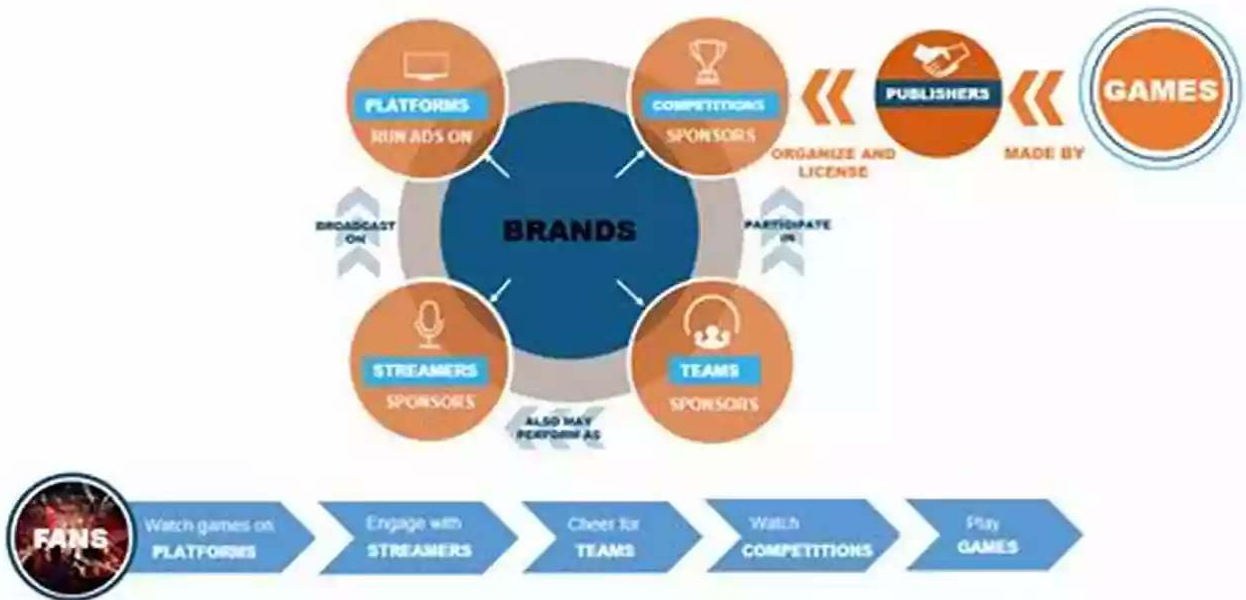 PLATFORMS
RUN ADS ON
COMPETITIONS
SPONSORS
PUBLISHERS
GAMES
ORGANIZE AND
LICENSE
MADE BY
BROADCAST
ON
BRANDS
PARTICIPATE
IN
STREAMERS
SPONSORS
TEAMS
SPONSORS
ALSO MAY
PERFORM AS
FANS
Watch games on
PLATFORMS
Engage with
STREAMERS
Cheer for
TEAMS
Watch
COMPETITIONS
Play
GAMES